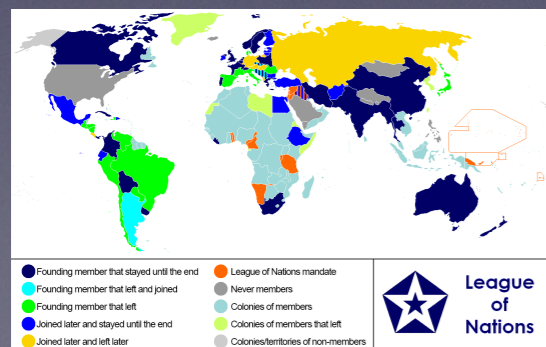 Founding member that stayed until the end
Founding member that left and joined
Founding member that left
Joined later and stayed until the end
Joined later and left later
League of Nations mandate
Never members
Colonies of members
Colonies of members that left
Colonies/territories of non-members
League
of
Nations